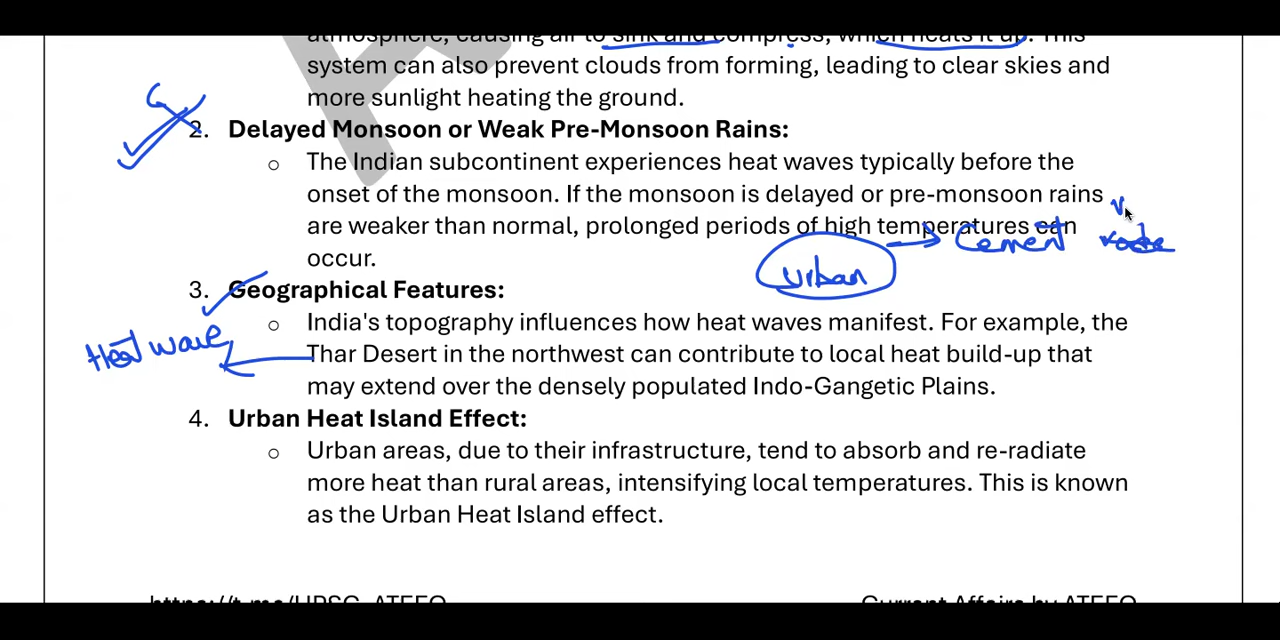 atmosphere, causing air to sink and compress, which heats it up. This
system can also prevent clouds from forming, leading to clear skies and
more sunlight heating the ground.
2. Delayed Monsoon or Weak Pre-Monsoon Rains:
o The Indian subcontinent experiences heat waves typically before the
onset of the monsoon. If the monsoon is delayed or pre-monsoon rains
are weaker than normal, prolonged periods of high temperatures can
occur.
urban → Cement
3. Geographical Features:
o India's topography influences how heat waves manifest. For example, the
Heat wave
Thar Desert in the northwest can contribute to local heat build-up that
may extend over the densely populated Indo-Gangetic Plains.
4. Urban Heat Island Effect:
o Urban areas, due to their infrastructure, tend to absorb and re-radiate
more heat than rural areas, intensifying local temperatures. This is known
as the Urban Heat Island effect.
https://t.me/UPSC_ATEEQ
Current Affairs by ATEEQ